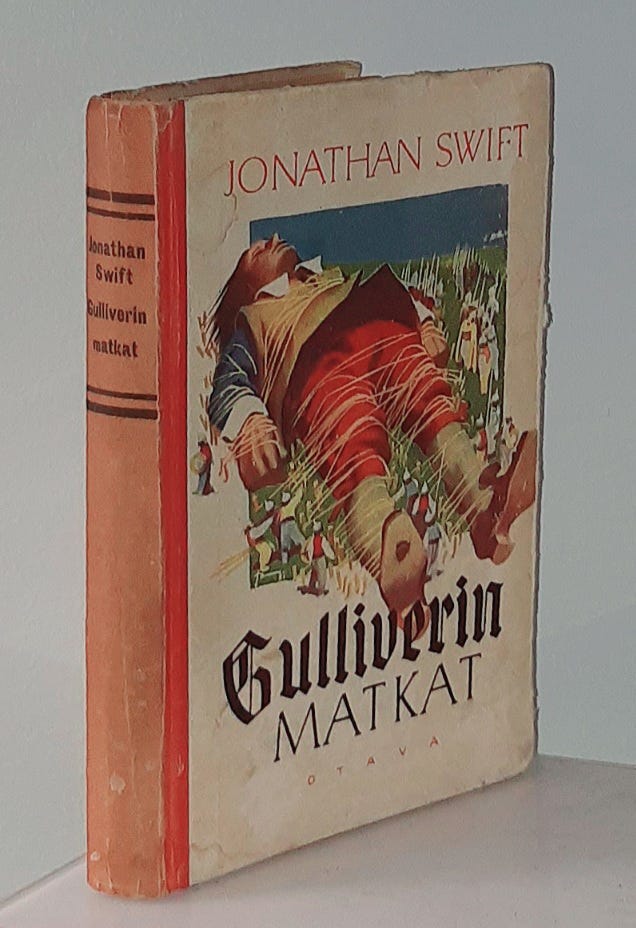 Jonathan
Swift
Gulliverin
matkat
JONATHAN SWIFT
Gulliverin
MATKAT
OTAVA